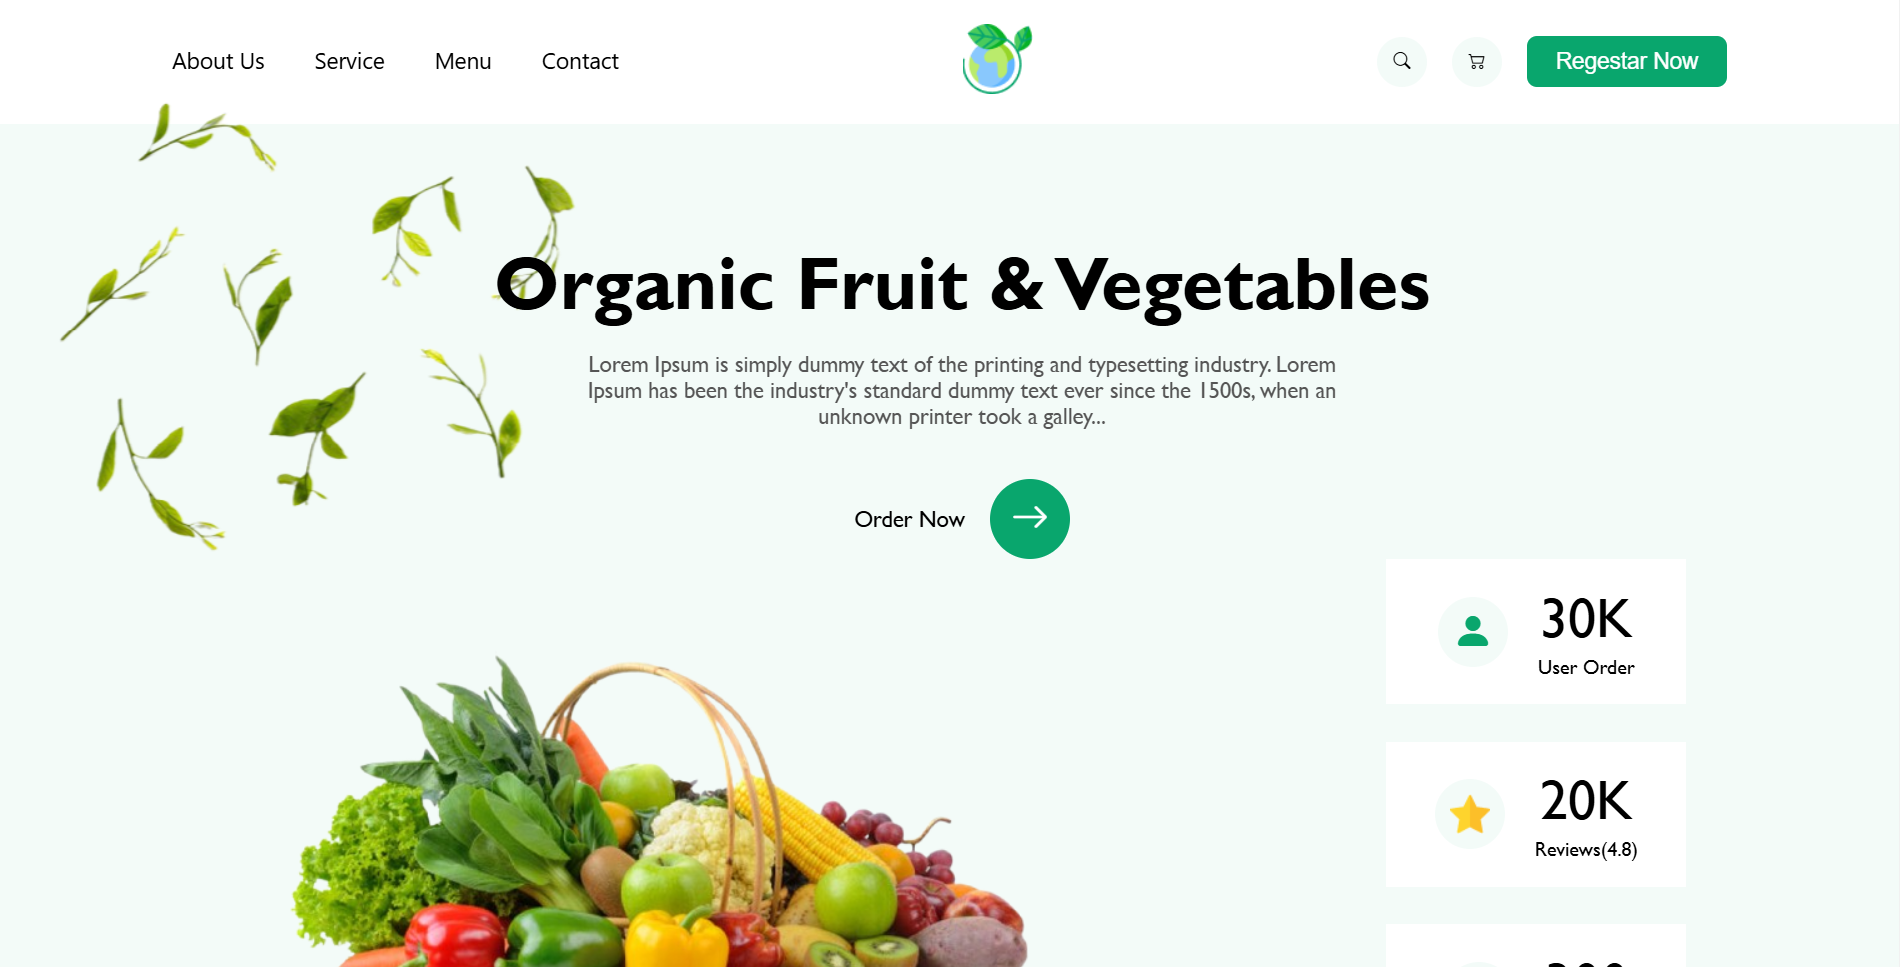 About Us
Service
Menu
Contact
Regestar Now
Organic Fruit & Vegetables
Lorem Ipsum is simply dummy text of the printing and typesetting industry. Lorem
Ipsum has been the industry's standard dummy text ever since the 1500s, when an
unknown printer took a galley...
Order Now
30K
User Order
20K
Reviews(4.8)